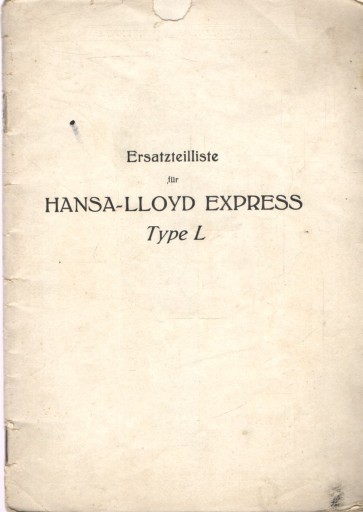 Ersatzteilliste
für
HANSA-LLOYD EXPRESS
Type L